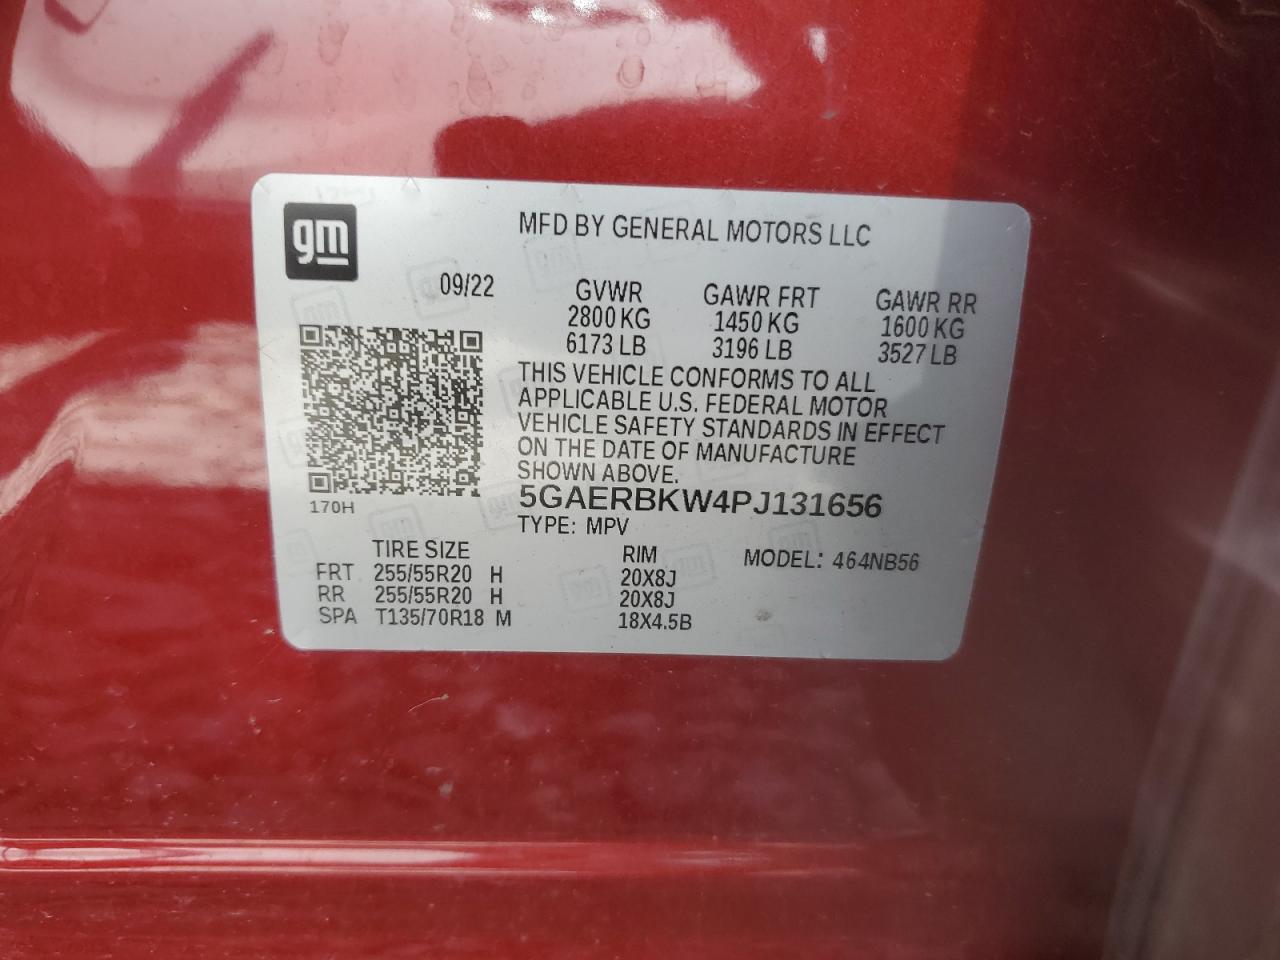 gm
MFD BY GENERAL MOTORS LLC
09/22
GVWR GAWR FRT GAWR RR
2800 KG 1450 KG 1600 KG
6173 LB 3196 LB 3527 LB
THIS VEHICLE CONFORMS TO ALL
APPLICABLE U.S. FEDERAL MOTOR
VEHICLE SAFETY STANDARDS IN EFFECT
ON THE DATE OF MANUFACTURE
SHOWN ABOVE.
170H
5GAERBKW4PJ131656
TYPE: MPV
TIRE SIZE RIM MODEL: 464NB56
FRT 255/55R20 H 20X8J
RR 255/55R20 H 20X8J
SPA T135/70R18 M 18X4.5B